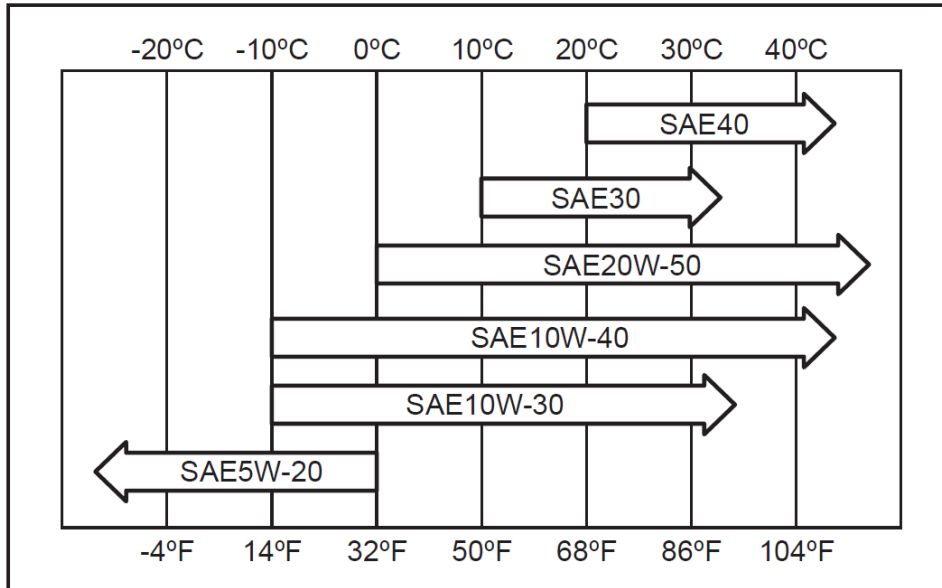 -20ºC -10ºC 0ºC 10ºC 20ºC 30ºC 40ºC
SAE40
SAE30
SAE20W-50
SAE10W-40
SAE10W-30
SAE5W-20
-4ºF 14ºF 32ºF 50ºF 68ºF 86ºF 104ºF